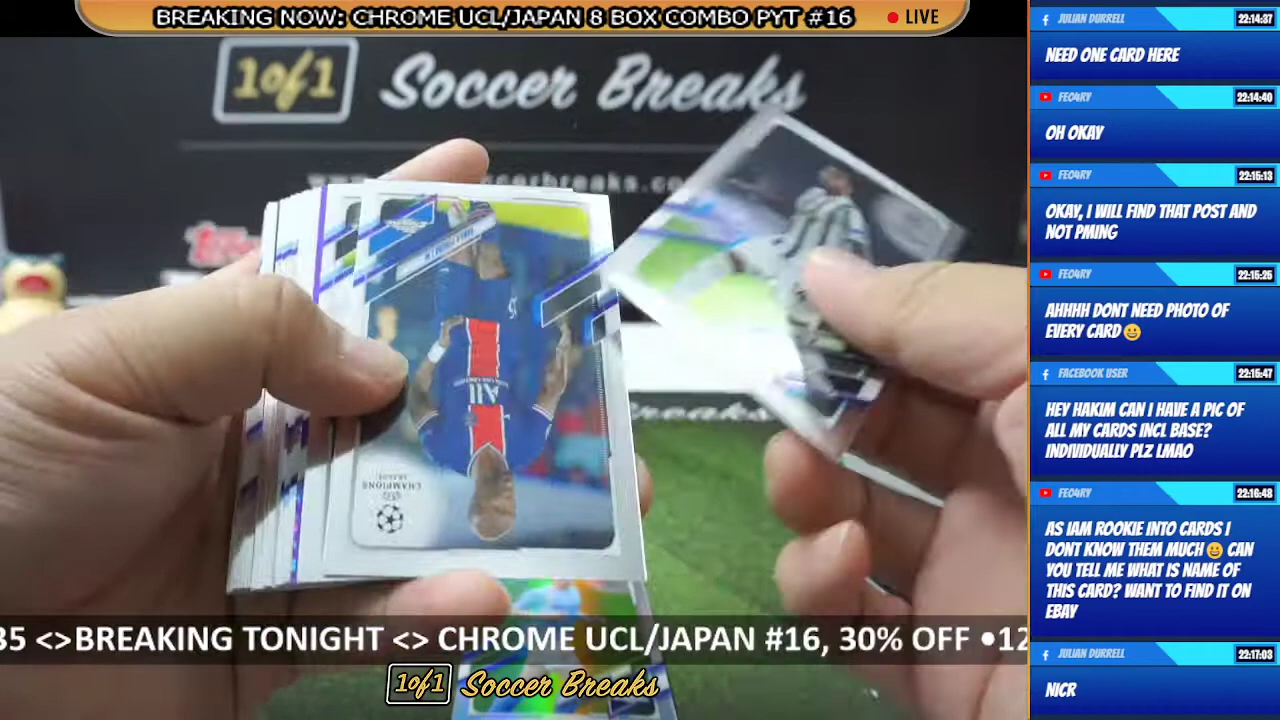 BREAKING NOW: CHROME UCL/JAPAN 8 BOX COMBO PYT #16
LIVE
1of1 Soccer Breaks
CHAMPIONS
LEAGUE
35 <>BREAKING TONIGHT <> CHROME UCL/JAPAN #16, 30% OFF •12
1of1 Soccer Breaks
JULIAN DURRELL 22:14:37
NEED ONE CARD HERE
FEO4RY 22:14:40
OH OKAY
FEO4RY 22:15:13
OKAY, I WILL FIND THAT POST AND
NOT PMING
FEO4RY 22:15:25
AHHHH DONT NEED PHOTO OF
EVERY CARD 😀
FACEBOOK USER 22:15:47
HEY HAKIM CAN I HAVE A PIC OF
ALL MY CARDS INCL BASE?
INDIVIDUALLY PLZ LMAO
FEO4RY 22:16:48
AS IAM ROOKIE INTO CARDS I
DONT KNOW THEM MUCH 😀 CAN
YOU TELL ME WHAT IS NAME OF
THIS CARD? WANT TO FIND IT ON
EBAY
JULIAN DURRELL 22:17:03
NICR